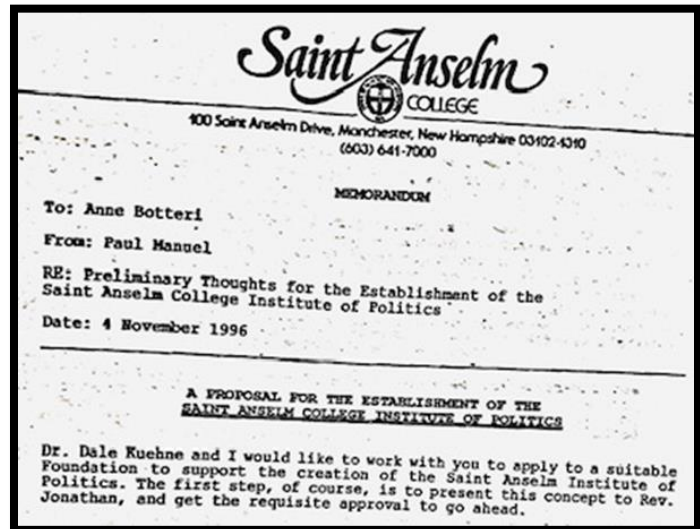 Saint Anselm
COLLEGE
100 Saint Anselm Drive, Manchester, New Hampshire 03102-1310
(603) 641-7000
MEMORANDUM
To: Anne Botteri
From: Paul Manuel
RE: Preliminary Thoughts for the Establishment of the
Saint Anselm College Institute of Politics
Date: 4 November 1996
A PROPOSAL FOR THE ESTABLISHMENT OF THE
SAINT ANSELM COLLEGE INSTITUTE OF POLITICS
Dr. Dale Kuehne and I would like to work with you to apply to a suitable
Foundation to support the creation of the Saint Anselm Institute of
Politics. The first step, of course, is to present this concept to Rev.
Jonathan, and get the requisite approval to go ahead.